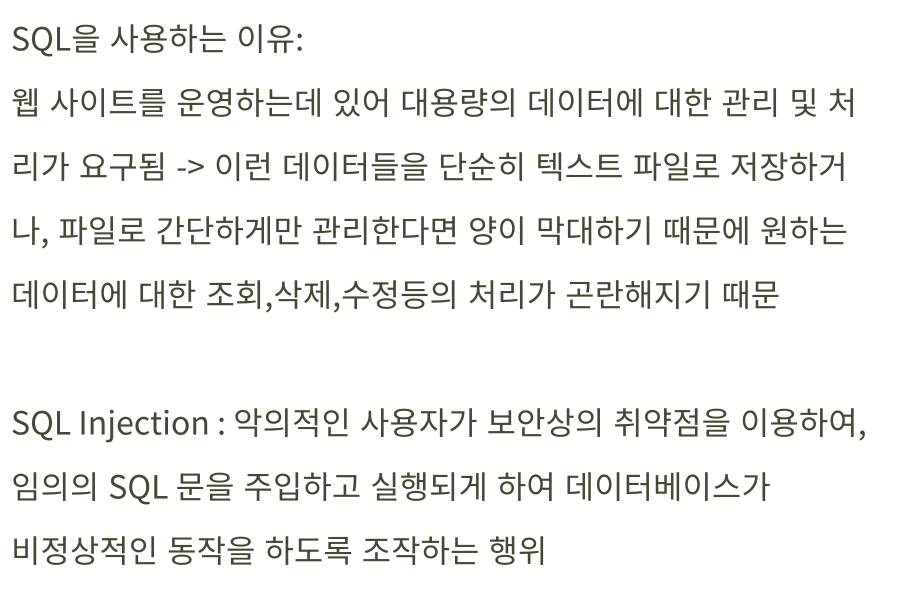 SQL을 사용하는 이유:
웹 사이트를 운영하는데 있어 대용량의 데이터에 대한 관리 및 처
리가 요구됨 -> 이런 데이터들을 단순히 텍스트 파일로 저장하거
나, 파일로 간단하게만 관리한다면 양이 막대하기 때문에 원하는
데이터에 대한 조회,삭제,수정등의 처리가 곤란해지기 때문
SQL Injection : 악의적인 사용자가 보안상의 취약점을 이용하여,
임의의 SQL 문을 주입하고 실행되게 하여 데이터베이스가
비정상적인 동작을 하도록 조작하는 행위